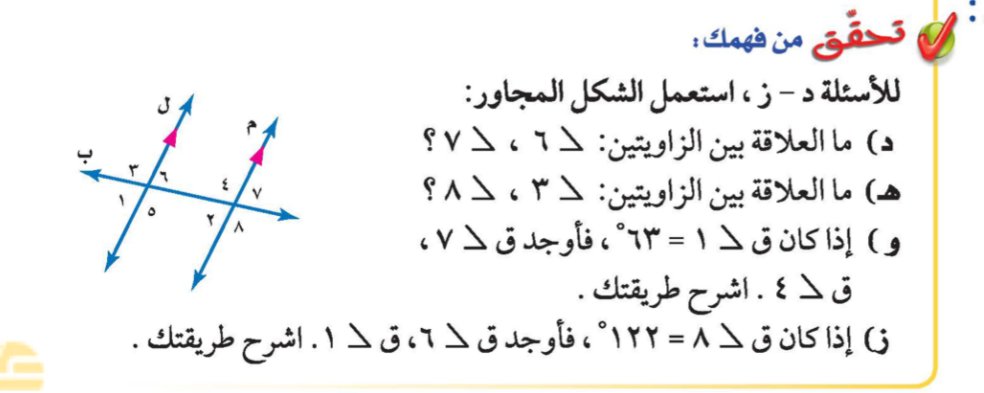 تحقّق من فهمك:
للأسئلة د – ز ، استعمل الشكل المجاور:
د) ما العلاقة بين الزاويتين: ∠ ٦ ، ∠ ٧ ؟
هـ) ما العلاقة بين الزاويتين: ∠ ٣ ، ∠ ٨ ؟
و) إذا كان ق ∠ ١ = ٦٣° ، فأوجد ق ∠ ٧ ،
ق ∠ ٤ . اشرح طريقتك .
ز) إذا كان ق ∠ ٨ = ١٢٢° ، فأوجد ق ∠ ٦ ، ق ∠ ١ . اشرح طريقتك .
ل
م
ب
٣ ٦
٤ ٧
١ ٥
٢ ٨